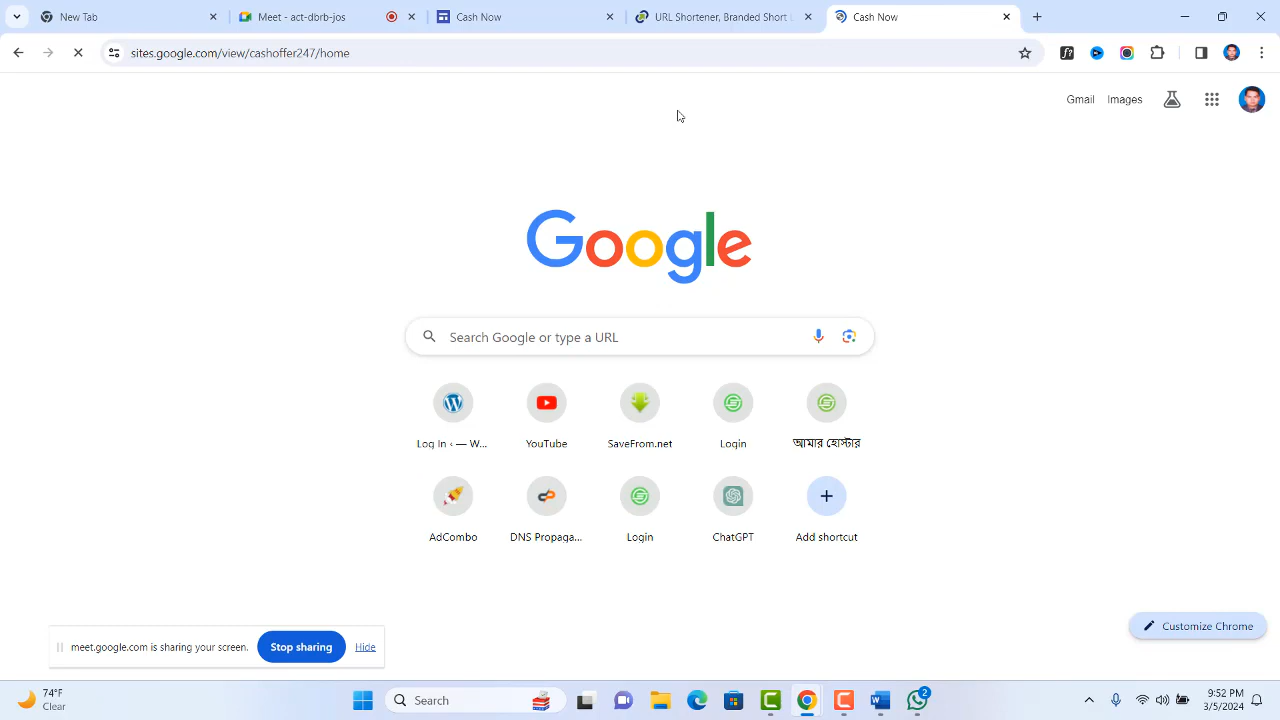 New Tab
Meet - act-dbrb-jos
Cash Now
URL Shortener, Branded Short L
Cash Now
sites.google.com/view/cashoffer247/home
f?
Gmail
Images
Google
Search Google or type a URL
Log In ‹ — W...
YouTube
SaveFrom.net
Login
আমার হোস্টার
AdCombo
DNS Propaga...
Login
ChatGPT
Add shortcut
Customize Chrome
meet.google.com is sharing your screen.
Stop sharing
Hide
74°F
Clear
Search
2
9:52 PM
3/5/2024